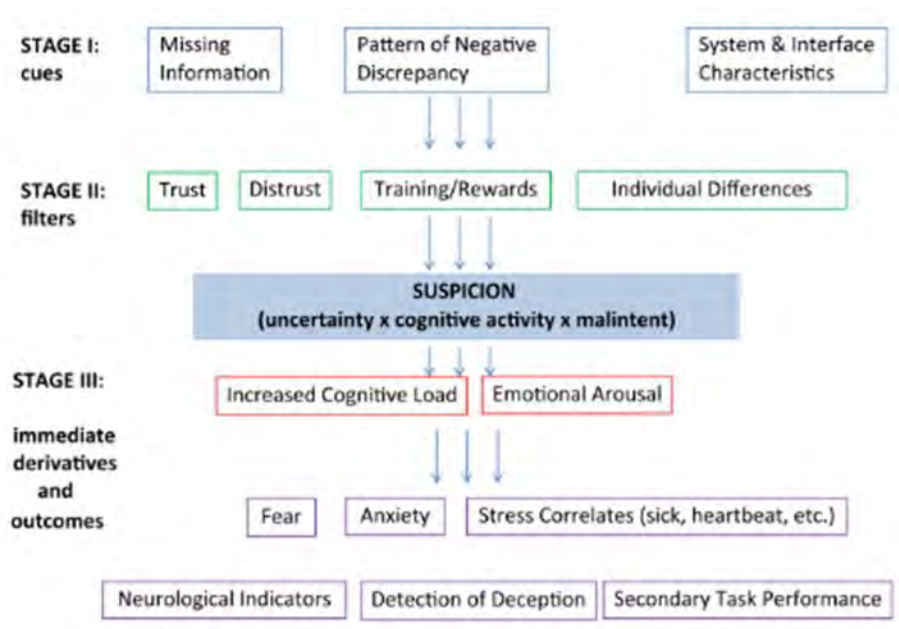 STAGE I:
cues
Missing
Information
Pattern of Negative
Discrepancy
System & Interface
Characteristics
STAGE II:
filters
Trust
Distrust
Training/Rewards
Individual Differences
SUSPICION
(uncertainty x cognitive activity x malintent)
STAGE III:
immediate
derivatives
and
outcomes
Increased Cognitive Load
Emotional Arousal
Fear
Anxiety
Stress Correlates (sick, heartbeat, etc.)
Neurological Indicators
Detection of Deception
Secondary Task Performance